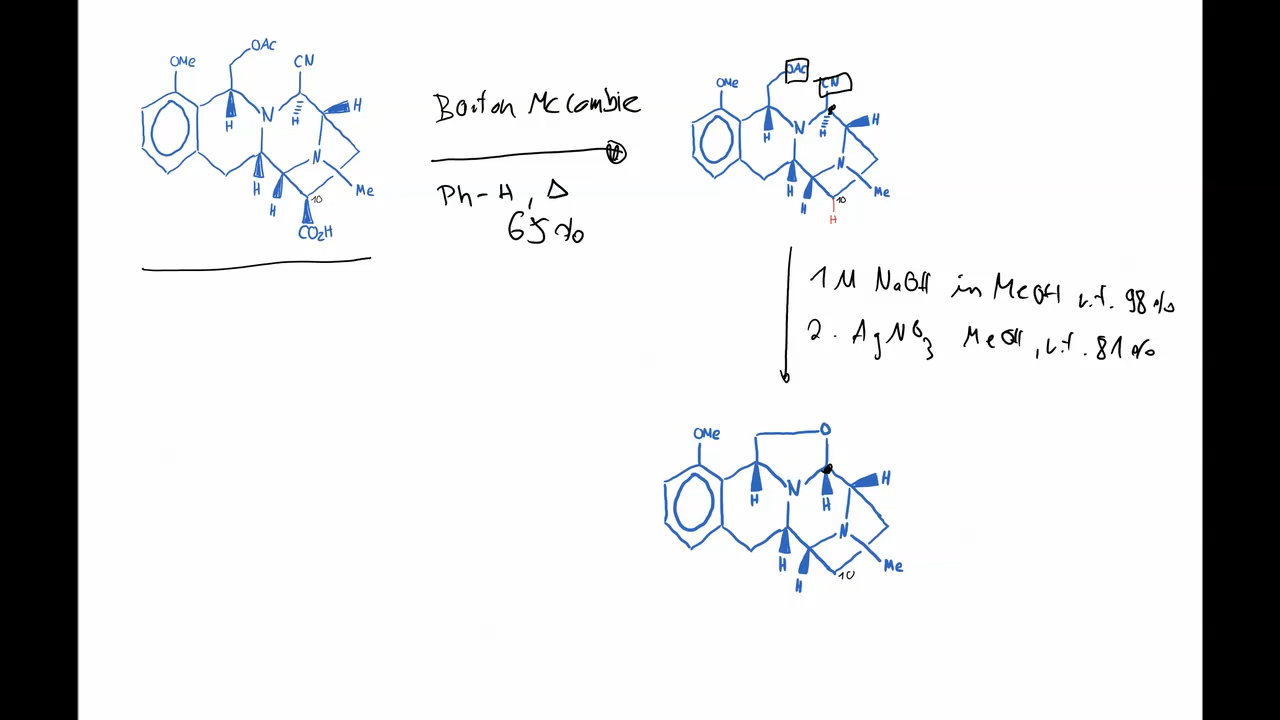 OAc
OMe
CN
H
N
H
H
N
H
Me
H
10
CO₂H
Barton McCombie
Ph-H, Δ
65 %
OAc
OMe
CN
H
N
H
H
N
H
Me
H
10
H
1M NaOH in MeOH r.t. 98 %
2. AgNO₃ MeOH, r.t. 81 %
OMe
O
H
N
H
H
N
H
Me
H
10